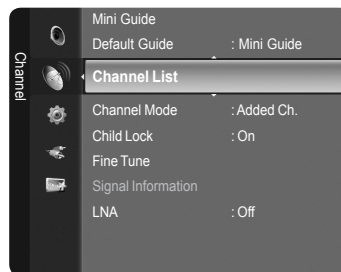 Channel
Mini Guide
Default Guide : Mini Guide
Channel List
Channel Mode : Added Ch.
Child Lock : On
Fine Tune
Signal Information
LNA : Off